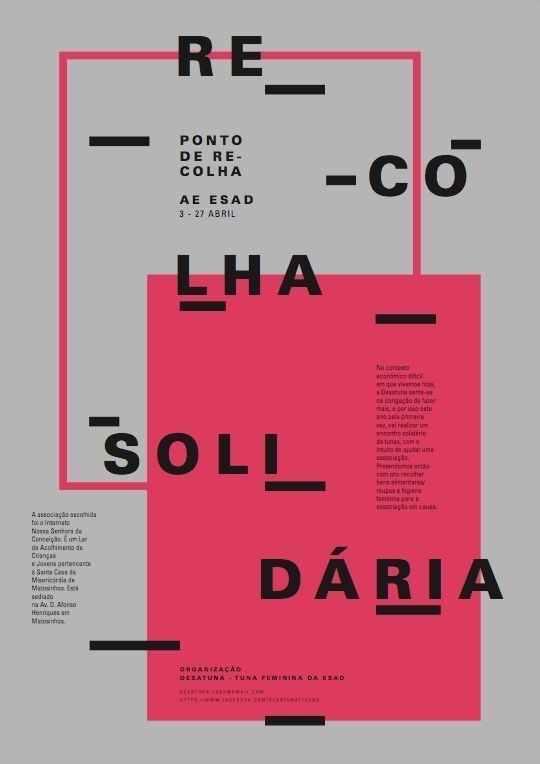 RE
PONTO
DE RE-
COLHA
AE ESAD
3 - 27 ABRIL
-CO
LHA
No contexto
económico difícil
em que vivemos hoje,
a Desatuna sente-se
na obrigação de fazer
mais, e por isso este
ano pela primeira
vez, vai realizar um
encontro solidário
de tunas, com o
intuito de ajudar uma
associação.
Pretendemos então
com isto recolher
bens alimentares/
roupas e higiene
feminina para a
associação em causa.
SOLI
A associação escolhida
foi o Internato
Nossa Senhora da
Conceição. É um Lar
de Acolhimento de
Crianças
e Jovens pertencente
à Santa Casa da
Misericórdia de
Matosinhos. Está
sediado
na Av. D. Afonso
Henriques em
Matosinhos.
DÁRIA
ORGANIZAÇÃO
DESATUNA - TUNA FEMININA DA ESAD
DESATUNA.ESAD@GMAIL.COM